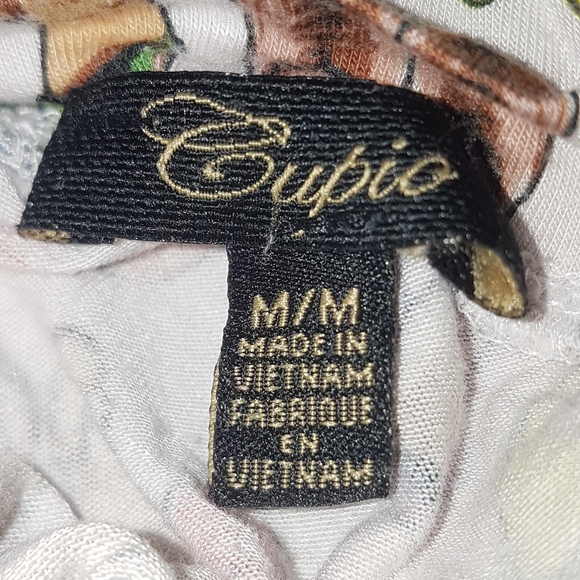 Cupio
M/M
MADE IN
VIETNAM
FABRIQUE
EN
VIETNAM